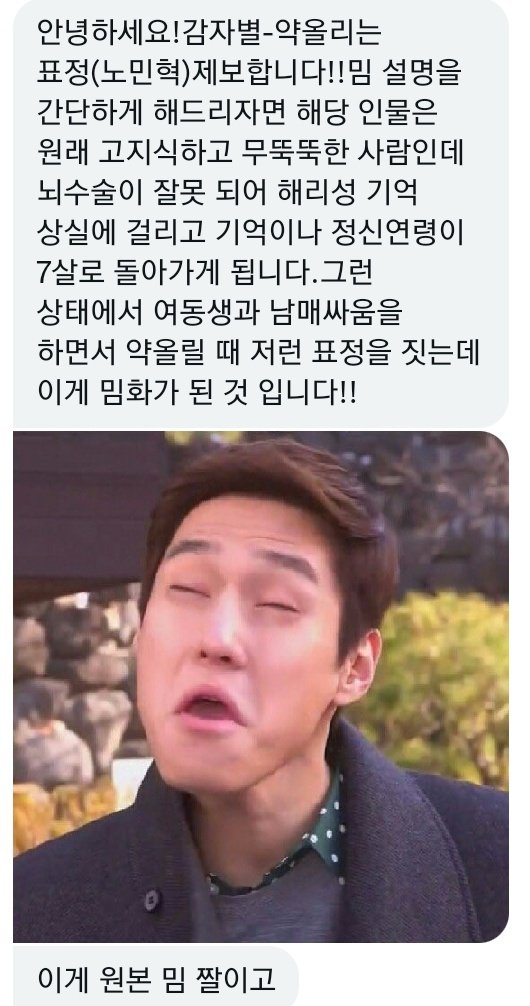 안녕하세요!감자별-약올리는
표정(노민혁)제보합니다!!밈 설명을
간단하게 해드리자면 해당 인물은
원래 고지식하고 무뚝뚝한 사람인데
뇌수술이 잘못 되어 해리성 기억
상실에 걸리고 기억이나 정신연령이
7살로 돌아가게 됩니다.그런
상태에서 여동생과 남매싸움을
하면서 약올릴 때 저런 표정을 짓는데
이게 밈화가 된 것 입니다!!
이게 원본 밈 짤이고